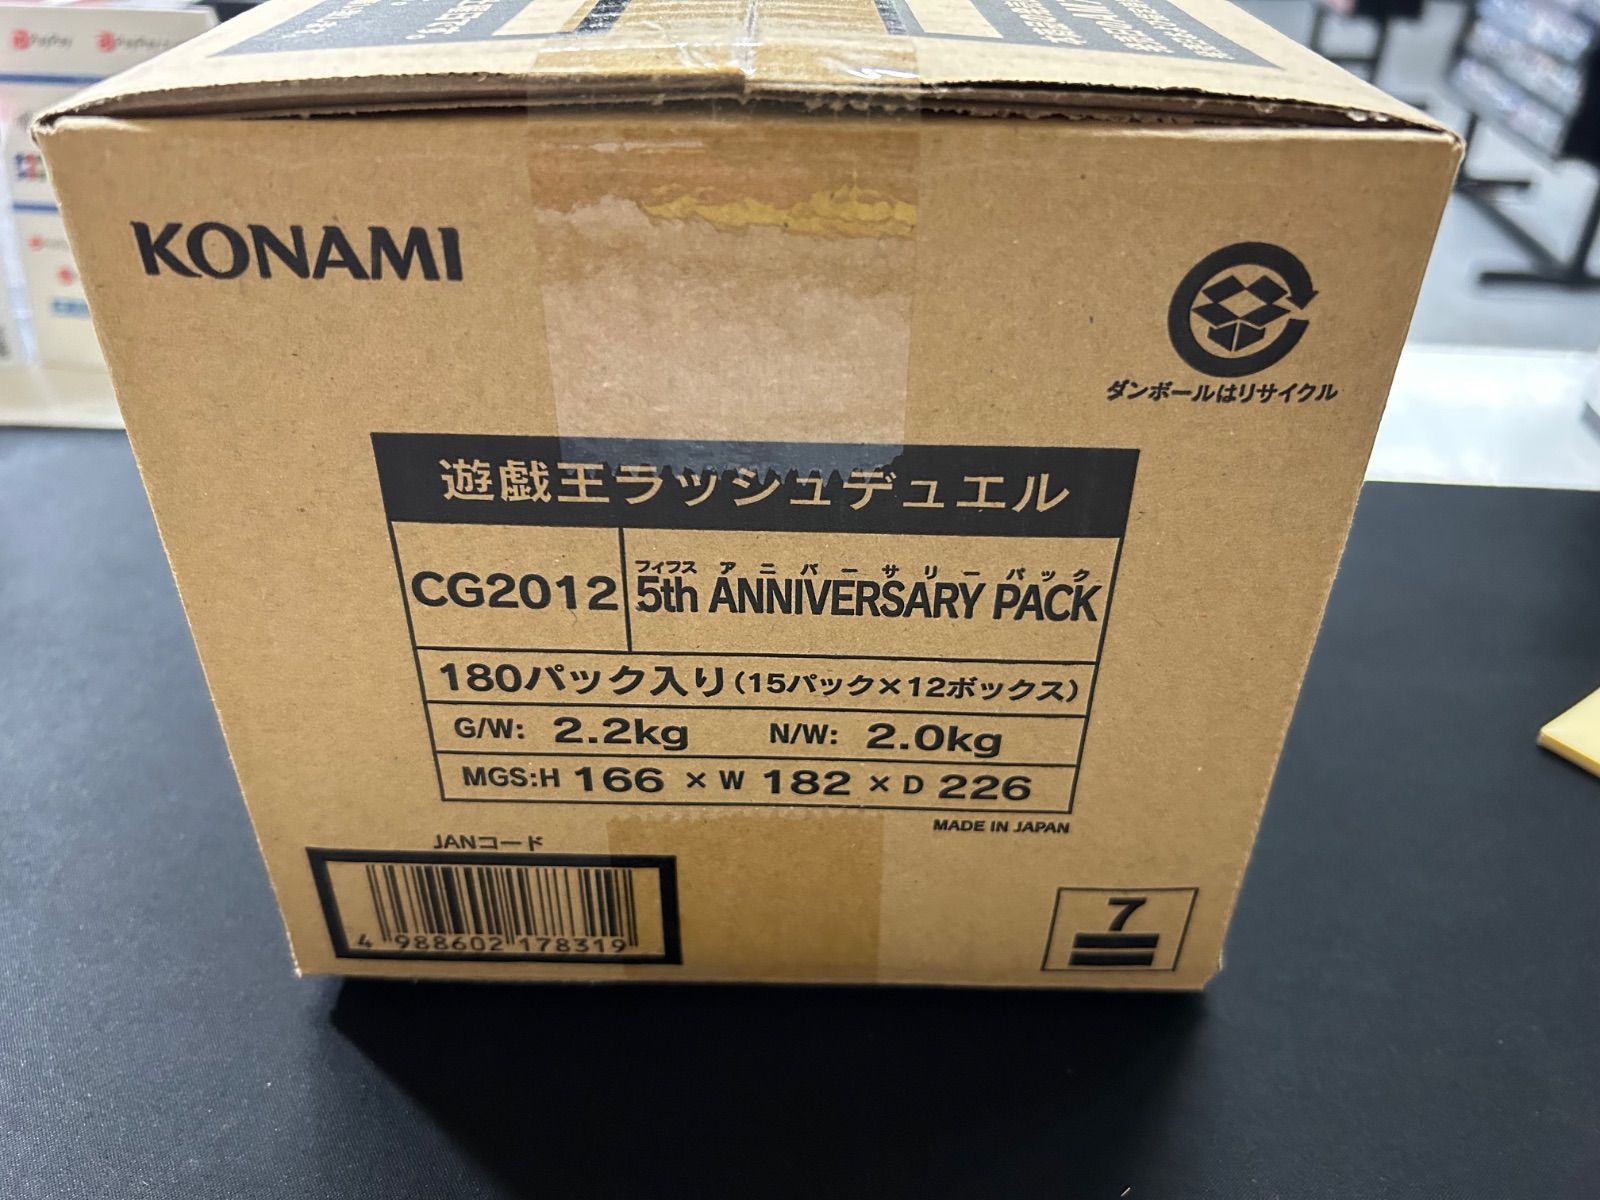 PayPay
KONAMI
ダンボールはリサイクル
遊戯王ラッシュデュエル
フィフス アニバーサリーパック
CG2012 5th ANNIVERSARY PACK
180パック入り(15パック×12ボックス)
G/W: 2.2kg N/W: 2.0kg
MGS:H 166 × W 182 × D 226
MADE IN JAPAN
JANコード
4 988602 178319
7